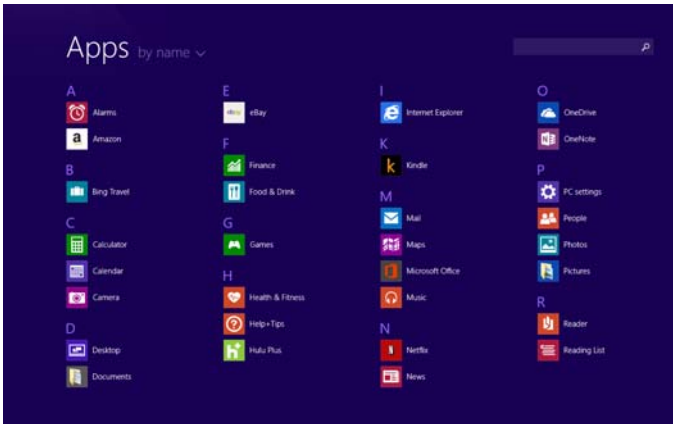 Apps by name
A
Alarms
Amazon
B
Bing Travel
C
Calculator
Calendar
Camera
D
Desktop
Documents
E
eBay
F
Finance
Food & Drink
G
Games
H
Health & Fitness
Help+Tips
Hulu Plus
I
Internet Explorer
K
Kindle
M
Mail
Maps
Microsoft Office
Music
N
Netflix
News
O
OneDrive
OneNote
P
PC settings
People
Photos
Pictures
R
Reader
Reading List